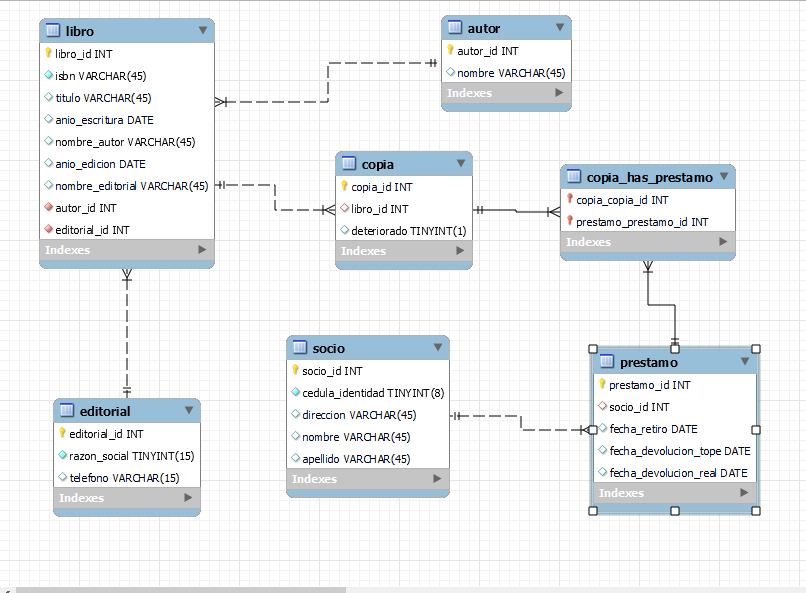 libro
libro_id INT
isbn VARCHAR(45)
titulo VARCHAR(45)
anio_escritura DATE
nombre_autor VARCHAR(45)
anio_edicion DATE
nombre_editorial VARCHAR(45)
autor_id INT
editorial_id INT
Indexes
autor
autor_id INT
nombre VARCHAR(45)
Indexes
copia
copia_id INT
libro_id INT
deteriorado TINYINT(1)
Indexes
copia_has_prestamo
copia_copia_id INT
prestamo_prestamo_id INT
Indexes
editorial
editorial_id INT
razon_social TINYINT(15)
telefono VARCHAR(15)
Indexes
socio
socio_id INT
cedula_identidad TINYINT(8)
direccion VARCHAR(45)
nombre VARCHAR(45)
apellido VARCHAR(45)
Indexes
prestamo
prestamo_id INT
socio_id INT
fecha_retiro DATE
fecha_devolucion_tope DATE
fecha_devolucion_real DATE
Indexes